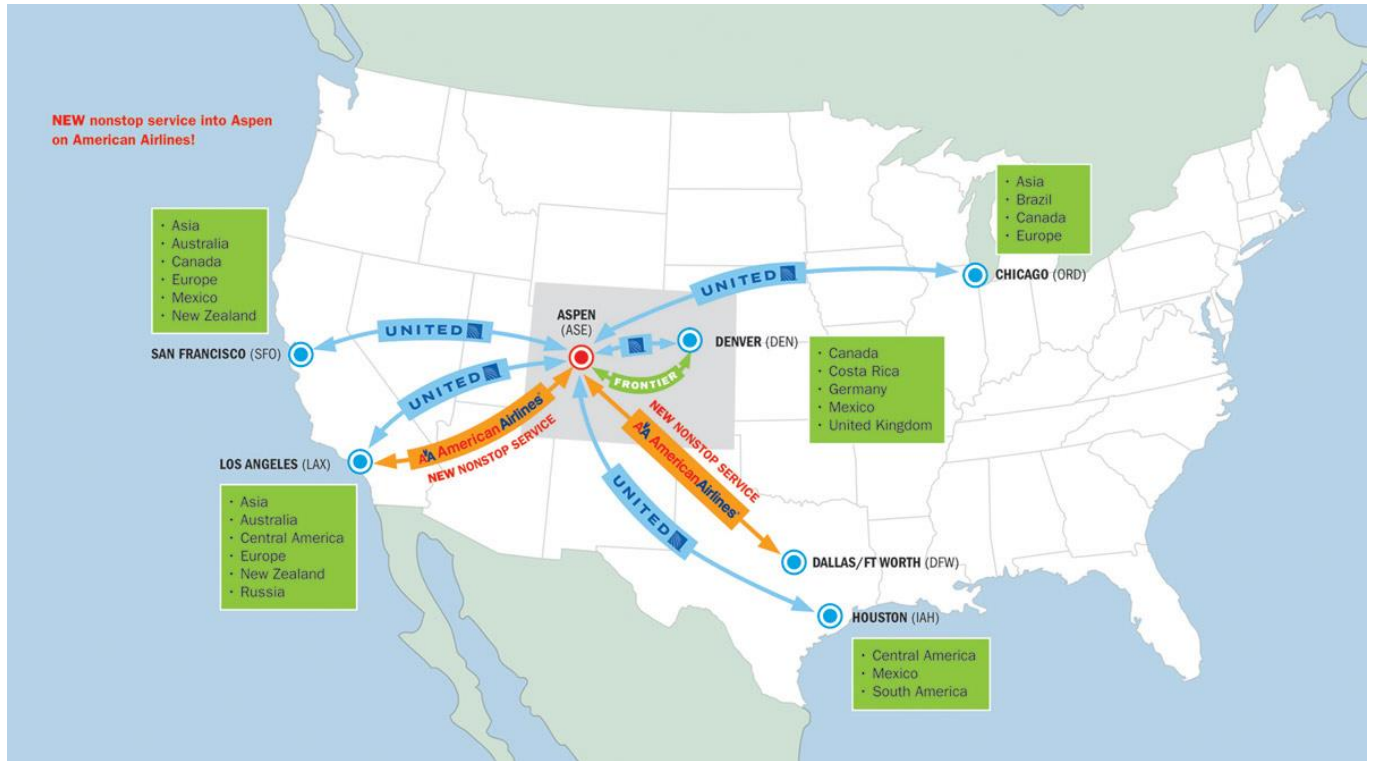 NEW nonstop service into Aspen
on American Airlines!
· Asia
· Brazil
· Canada
· Europe
CHICAGO (ORD)
· Asia
· Australia
· Canada
· Europe
· Mexico
· New Zealand
SAN FRANCISCO (SFO)
UNITED
UNITED
ASPEN
(ASE)
DENVER (DEN)
FRONTIER
· Canada
· Costa Rica
· Germany
· Mexico
· United Kingdom
UNITED
AA AmericanAirlines®
NEW NONSTOP SERVICE
LOS ANGELES (LAX)
· Asia
· Australia
· Central America
· Europe
· New Zealand
· Russia
NEW NONSTOP SERVICE
AA AmericanAirlines®
UNITED
DALLAS/FT WORTH (DFW)
HOUSTON (IAH)
· Central America
· Mexico
· South America